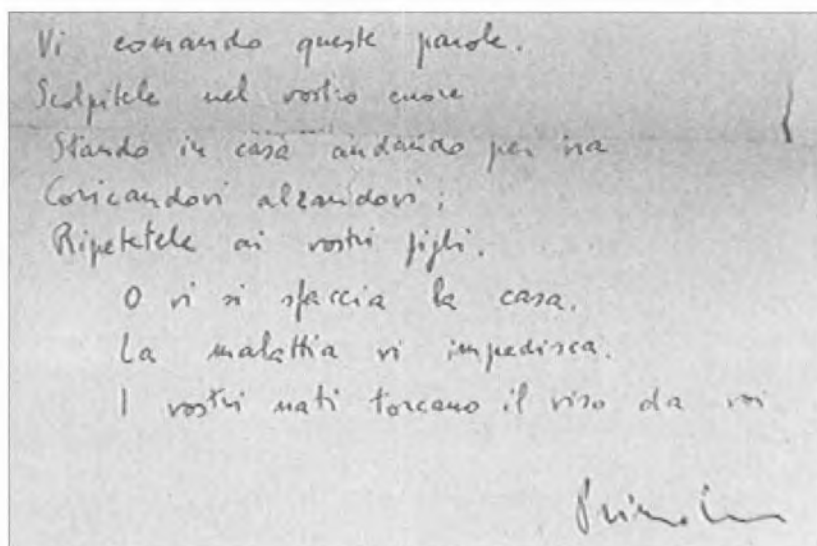 Vi comando queste parole.
Scolpitele nel vostro cuore
Stando in casa andando per via
Coricandovi alzandovi;
Ripetetele ai vostri figli.
O vi si sfaccia la casa.
La malattia vi impedisca.
I vostri nati torcano il viso da voi